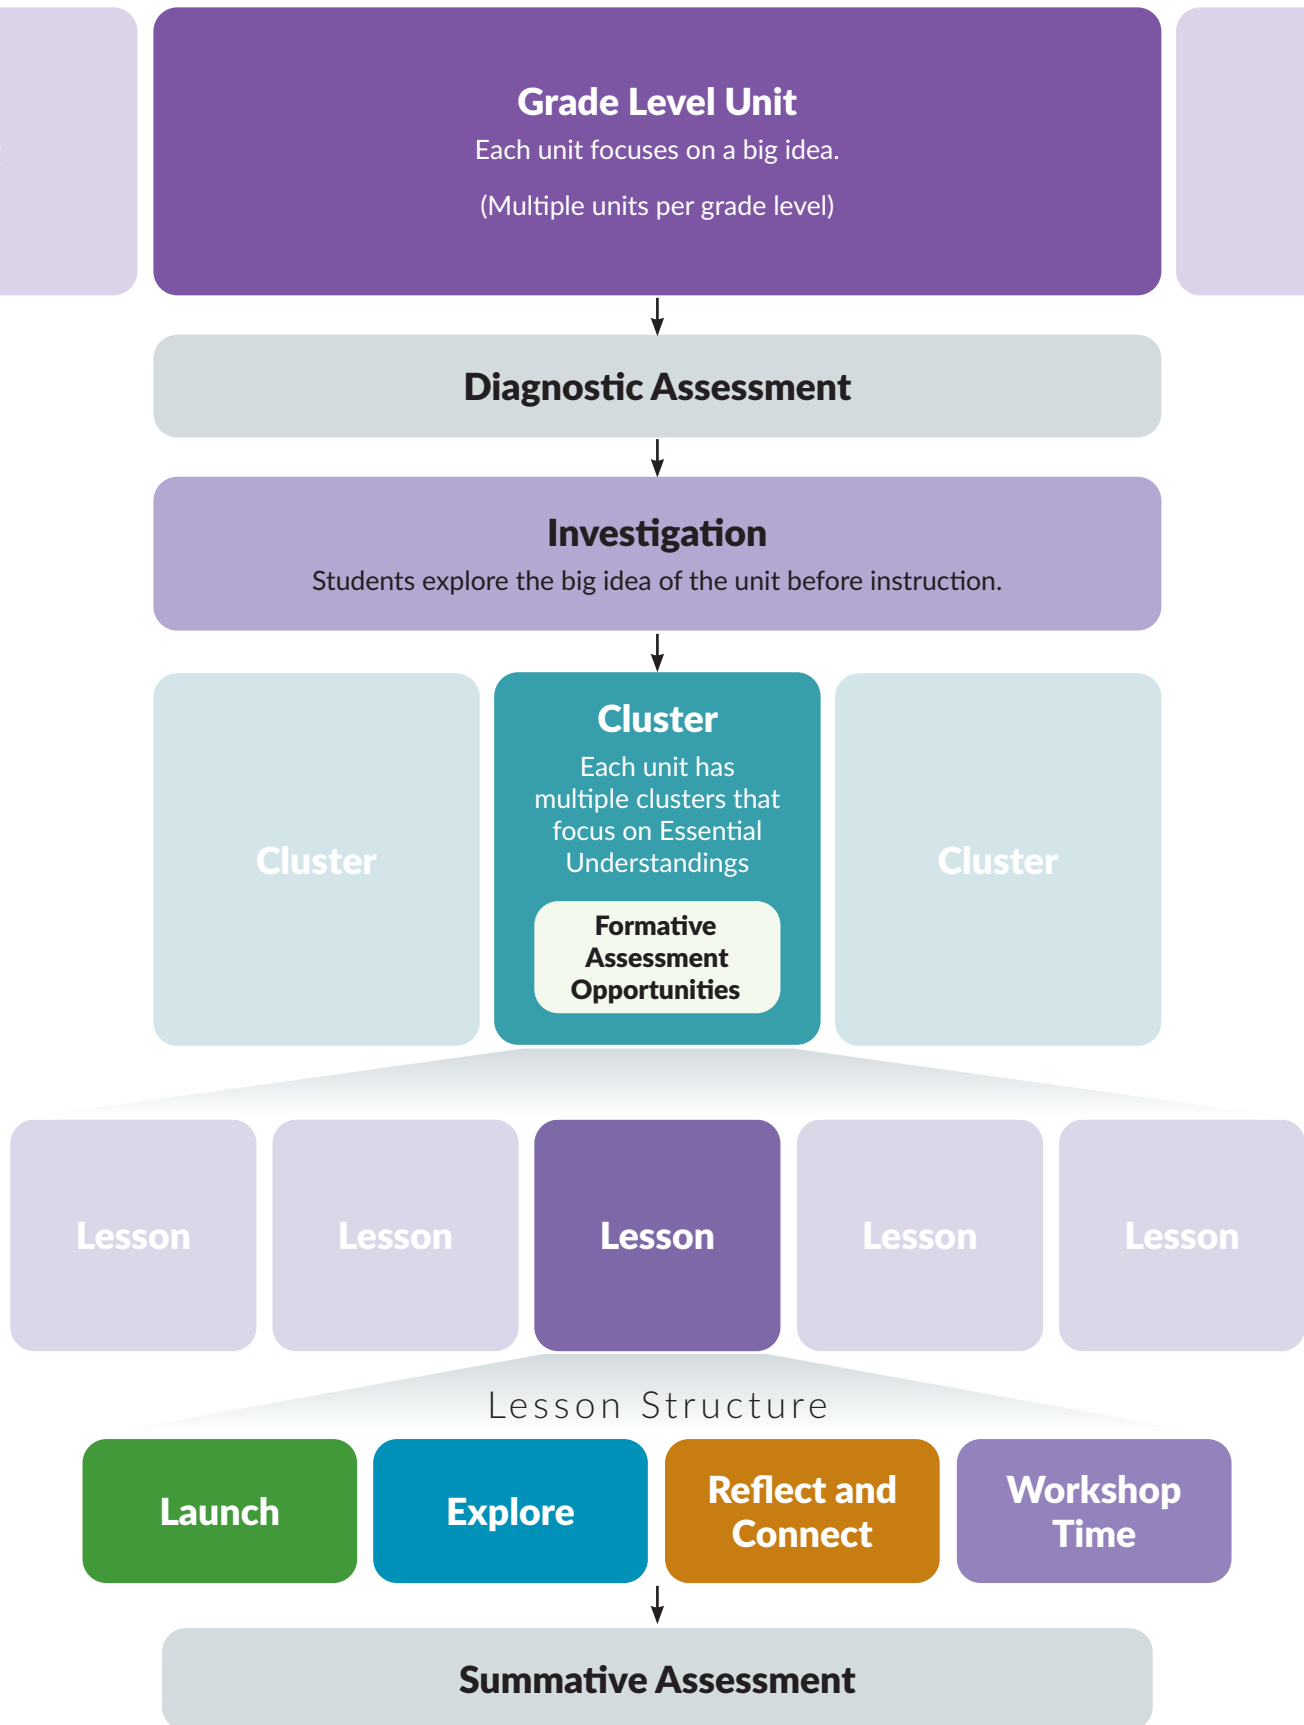 Grade Level Unit
Each unit focuses on a big idea.
(Multiple units per grade level)
Diagnostic Assessment
Investigation
Students explore the big idea of the unit before instruction.
Cluster
Cluster
Each unit has
multiple clusters that
focus on Essential
Understandings
Formative
Assessment
Opportunities
Cluster
Lesson
Lesson
Lesson
Lesson
Lesson
Lesson Structure
Launch
Explore
Reflect and
Connect
Workshop
Time
Summative Assessment